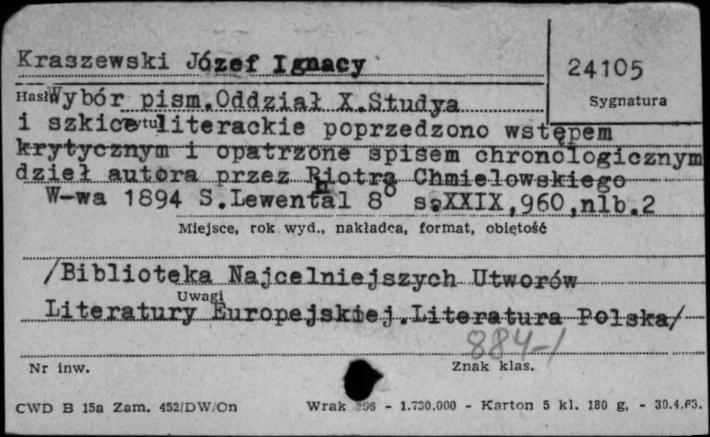 Kraszewski Józef Ignacy
24105
Hasło
Wybór pism.Oddział X.Studya
Sygnatura
i szkice literackie poprzedzono wstępem
krytycznym i opatrzone spisem chronologicznym
dzieł autora przez Piotra Chmielowskiego
W-wa 1894 S.Lewenthal 8° s.XXIX,960,nlb.2
Miejsce, rok wyd., nakładca, format, objętość
/Biblioteka Najcelniejszych Utworów
Uwagi
Literatury Europejskiej.Literatura Polska/
884-1
Nr inw.
Znak klas.
CWD B 15a Zam. 452/DW/On
Wrak 396 - 1.730.000 - Karton 5 kl. 180 g, - 30.4.63.